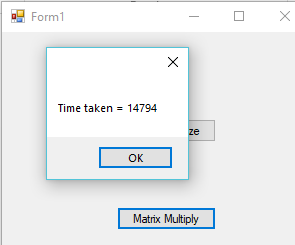 Form1
Time taken = 14794
ze
OK
Matrix Multiply